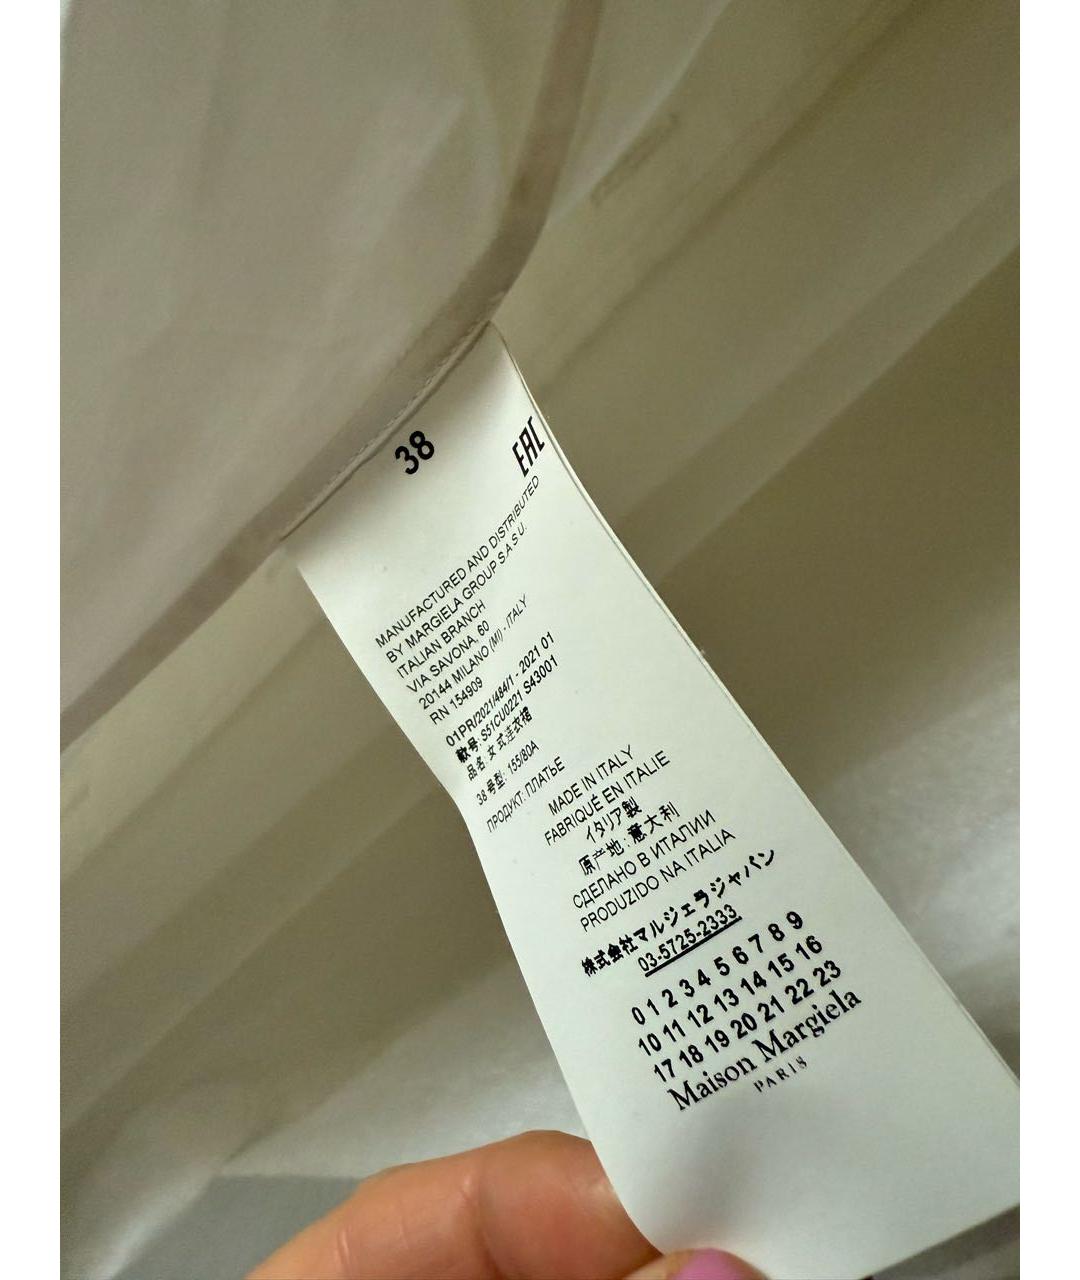 38
EAC
MANUFACTURED AND DISTRIBUTED
BY MARGIELA GROUP S.A.S.U.
ITALIAN BRANCH
VIA SAVONA, 60
20144 MILANO (MI) - ITALY
RN 154909
01PR/2021/484/1 - 2021 01
款号: S51CU0221 S43001
品名: 女式连衣裙
38 号型: 155/80A
ПРОДУКТ: ПЛАТЬЕ
MADE IN ITALY
FABRIQUÉ EN ITALIE
イタリア製
原产地: 意大利
СДЕЛАНО В ИТАЛИИ
PRODUZIDO NA ITALIA
株式会社マルジェラジャパン
03-5725-2333
0 1 2 3 4 5 6 7 8 9
10 11 12 13 14 15 16
17 18 19 20 21 22 23
Maison Margiela
PARIS